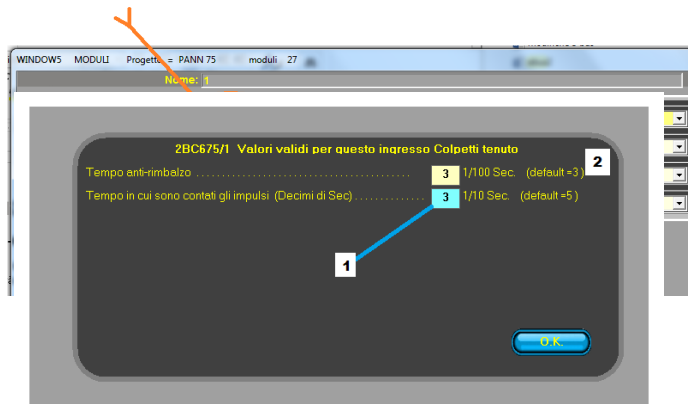 WINDOW5 MODULI Progetto = PANN 75 moduli 27
Nome: 1
2BC675/1 Valori validi per questo ingresso Colpetti tenuto
2
Tempo anti-rimbalzo ........................................ 3 1/100 Sec. (default =3 )
Tempo in cui sono contati gli impulsi (Decimi di Sec) ............. 3 1/10 Sec. (default =5 )
1
O.K.